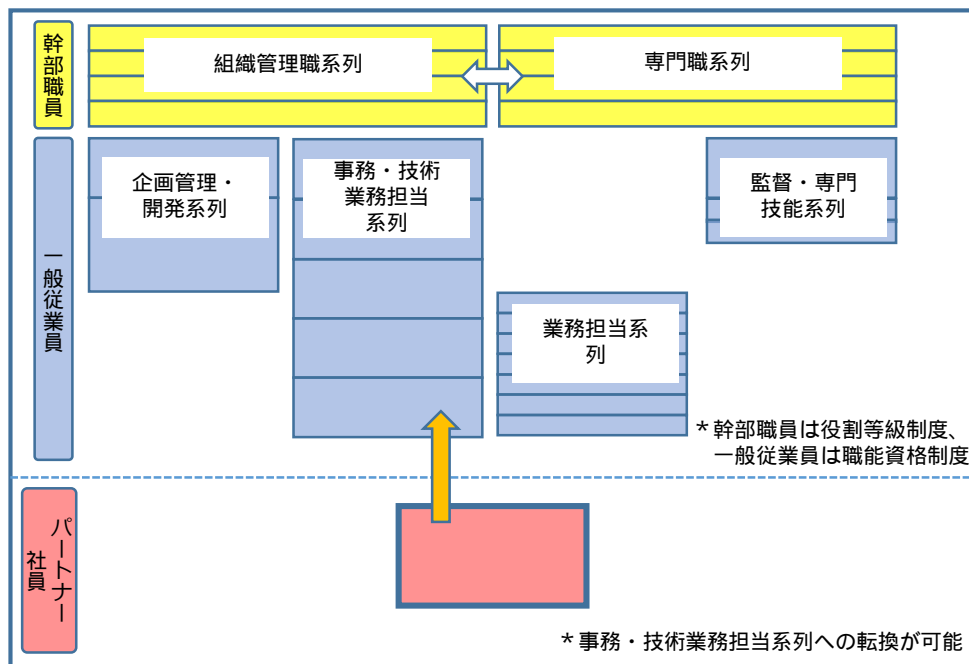 幹部職員
組織管理職系列
専門職系列
一般従業員
企画管理・
開発系列
事務・技術
業務担当
系列
監督・専門
技能系列
業務担当系
列
*幹部職員は役割等級制度、
一般従業員は職能資格制度
パートナー
社員
*事務・技術業務担当系列への転換が可能